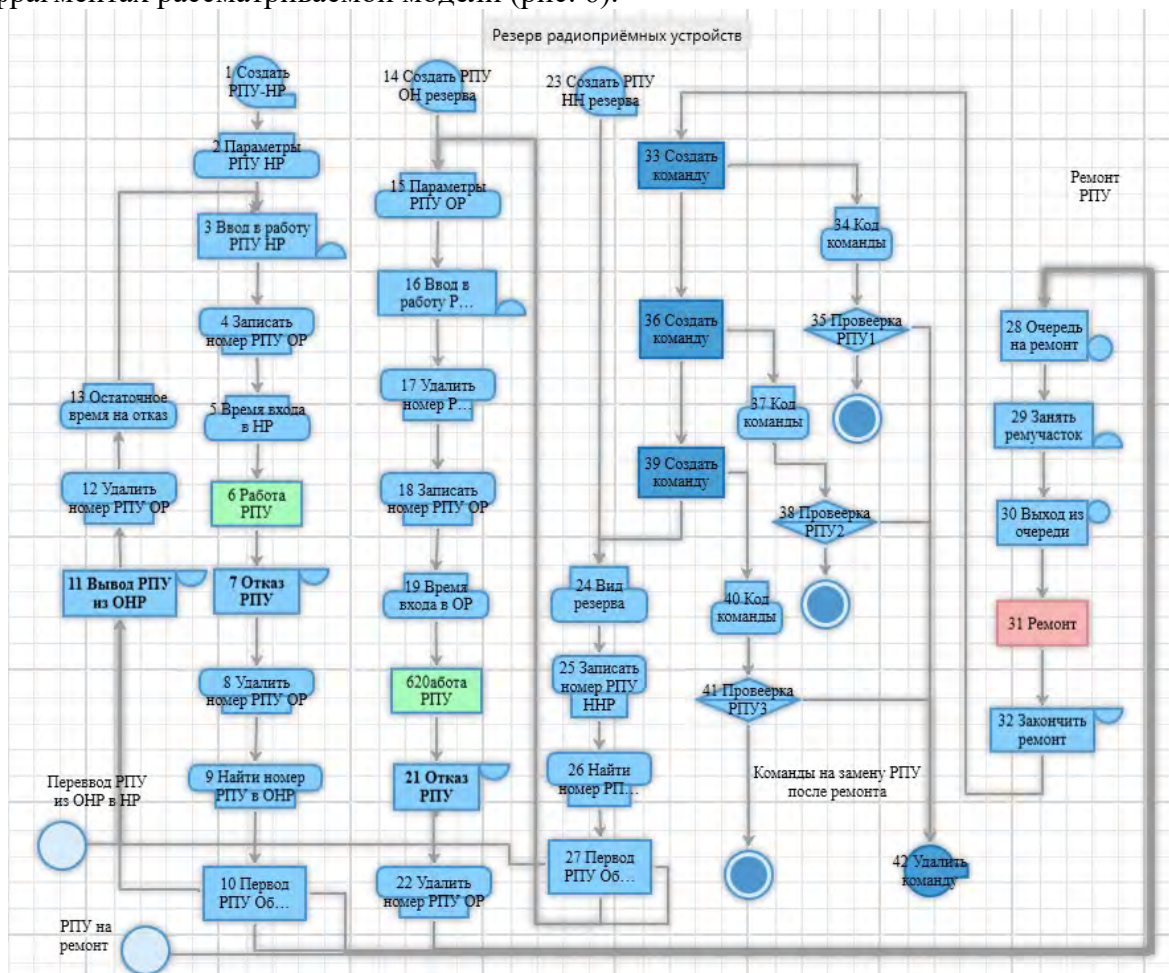 фрагментах рассматриваемой модели (рис. 6).
Резерв радиоприёмных устройств
1 Создать
РПУ-НР
2 Параметры
РПУ НР
3 Ввод в работу
РПУ НР
4 Записать
номер РПУ ОР
5 Время входа
в НР
6 Работа
РПУ
7 Отказ
РПУ
8 Удалить
номер РПУ ОР
9 Найти номер
РПУ в ОНР
10 Первод
РПУ Об...
11 Вывод РПУ
из ОНР
12 Удалить
номер РПУ ОР
13 Остаточное
время на отказ
14 Создать РПУ
ОН резерва
15 Параметры
РПУ ОР
16 Ввод в
работу Р...
17 Удалить
номер Р...
18 Записать
номер РПУ ОР
19 Время
входа в ОР
620абота
РПУ
21 Отказ
РПУ
22 Удалить
номер РПУ ОР
23 Создать РПУ
НН резерва
24 Вид
резерва
25 Записать
номер РПУ
ННР
26 Найти
номер РП...
27 Первод
РПУ Об...
33 Создать
команду
34 Код
команды
35 Провеерка
РПУ1
36 Создать
команду
37 Код
команды
38 Провеерка
РПУ2
39 Создать
команду
40 Код
команды
41 Провеерка
РПУ3
Команды на замену РПУ
после ремонта
42 Удалить
команду
Ремонт
РПУ
28 Очередь
на ремонт
29 Занять
ремучасток
30 Выход из
очереди
31 Ремонт
32 Закончить
ремонт
Переввод РПУ
из ОНР в НР
РПУ на
ремонт